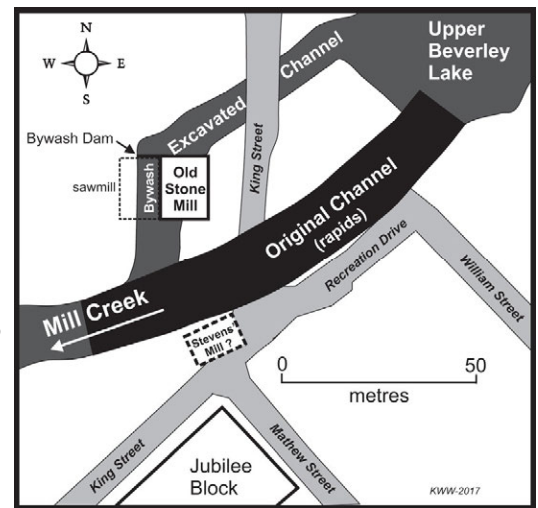 N
W E
S
Upper
Beverley
Lake
Excavated Channel
King Street
Bywash Dam
sawmill
Bywash
Old
Stone
Mill
Original Channel
(rapids)
Recreation Drive
William Street
Mill Creek
Stevens
Mill ?
0 50
metres
King Street
Mathew Street
Jubilee
Block
KWW-2017